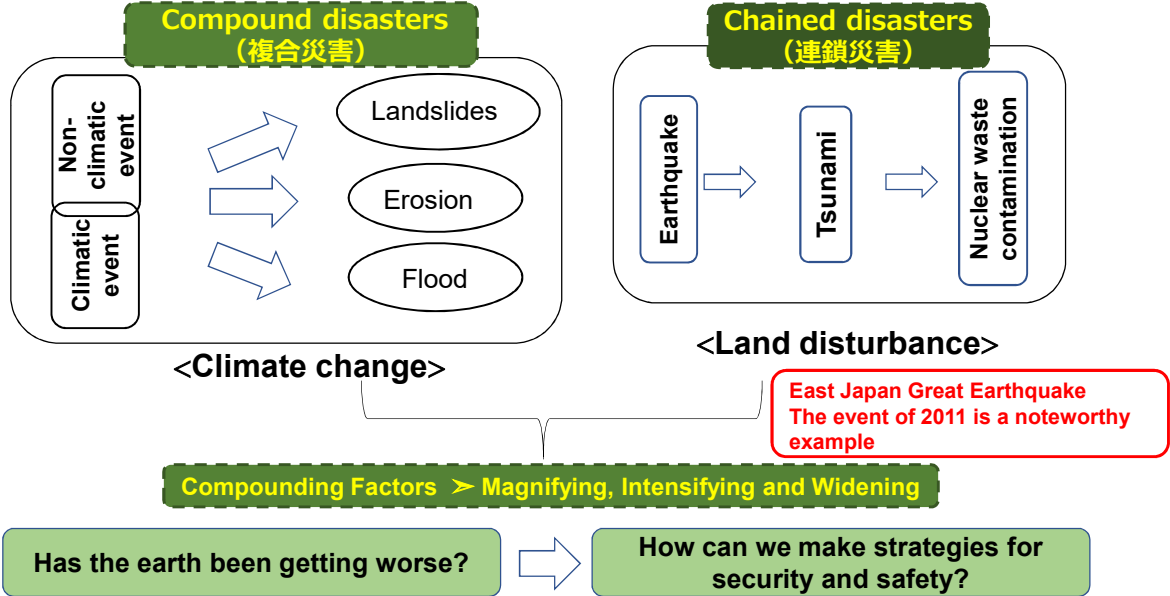 Compound disasters
（複合災害）
Non-
climatic
event
Climatic
event
Landslides
Erosion
Flood
<Climate change>
Chained disasters
（連鎖災害）
Earthquake
Tsunami
Nuclear waste
contamination
<Land disturbance>
East Japan Great Earthquake
The event of 2011 is a noteworthy
example
Compounding Factors ➢ Magnifying, Intensifying and Widening
Has the earth been getting worse?
How can we make strategies for
security and safety?